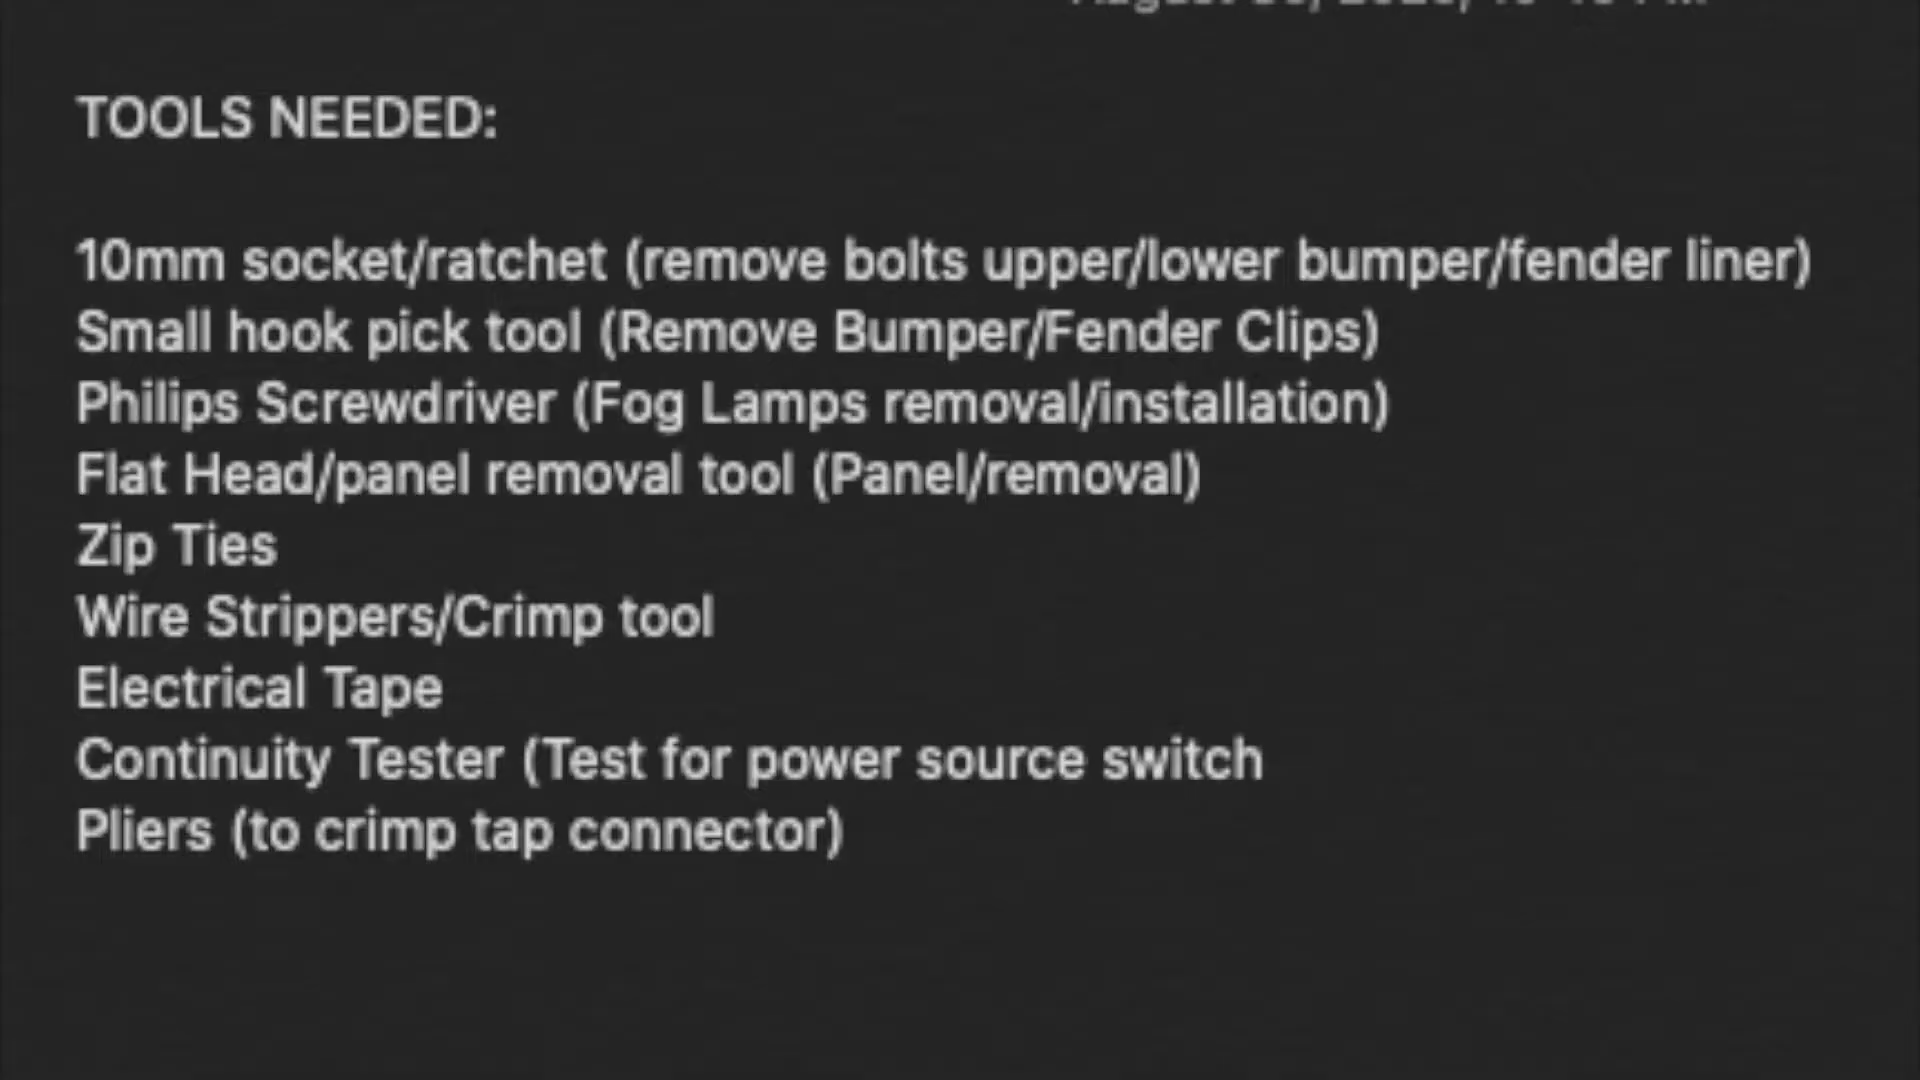 TOOLS NEEDED:
10mm socket/ratchet (remove bolts upper/lower bumper/fender liner)
Small hook pick tool (Remove Bumper/Fender Clips)
Philips Screwdriver (Fog Lamps removal/installation)
Flat Head/panel removal tool (Panel/removal)
Zip Ties
Wire Strippers/Crimp tool
Electrical Tape
Continuity Tester (Test for power source switch
Pliers (to crimp tap connector)